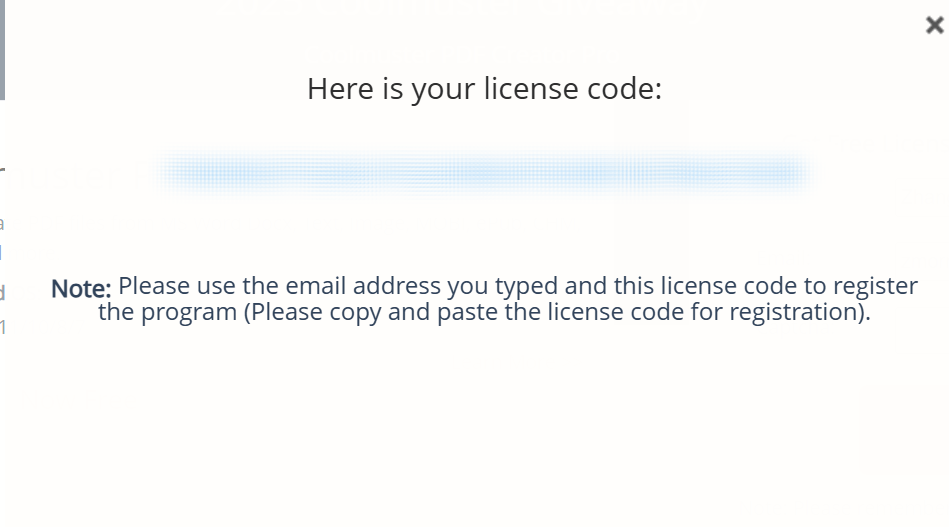 Here is your license code:
Note: Please use the email address you typed and this license code to register
the program (Please copy and paste the license code for registration).